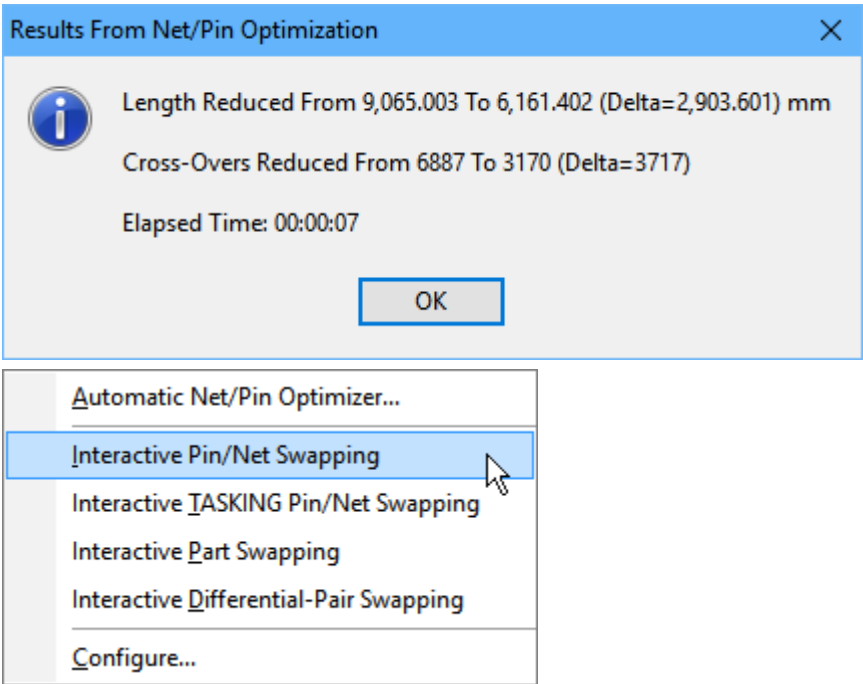 Results From Net/Pin Optimization
Length Reduced From 9,065.003 To 6,161.402 (Delta=2,903.601) mm
Cross-Overs Reduced From 6887 To 3170 (Delta=3717)
Elapsed Time: 00:00:07
OK
Automatic Net/Pin Optimizer...
Interactive Pin/Net Swapping
Interactive TASKING Pin/Net Swapping
Interactive Part Swapping
Interactive Differential-Pair Swapping
Configure...